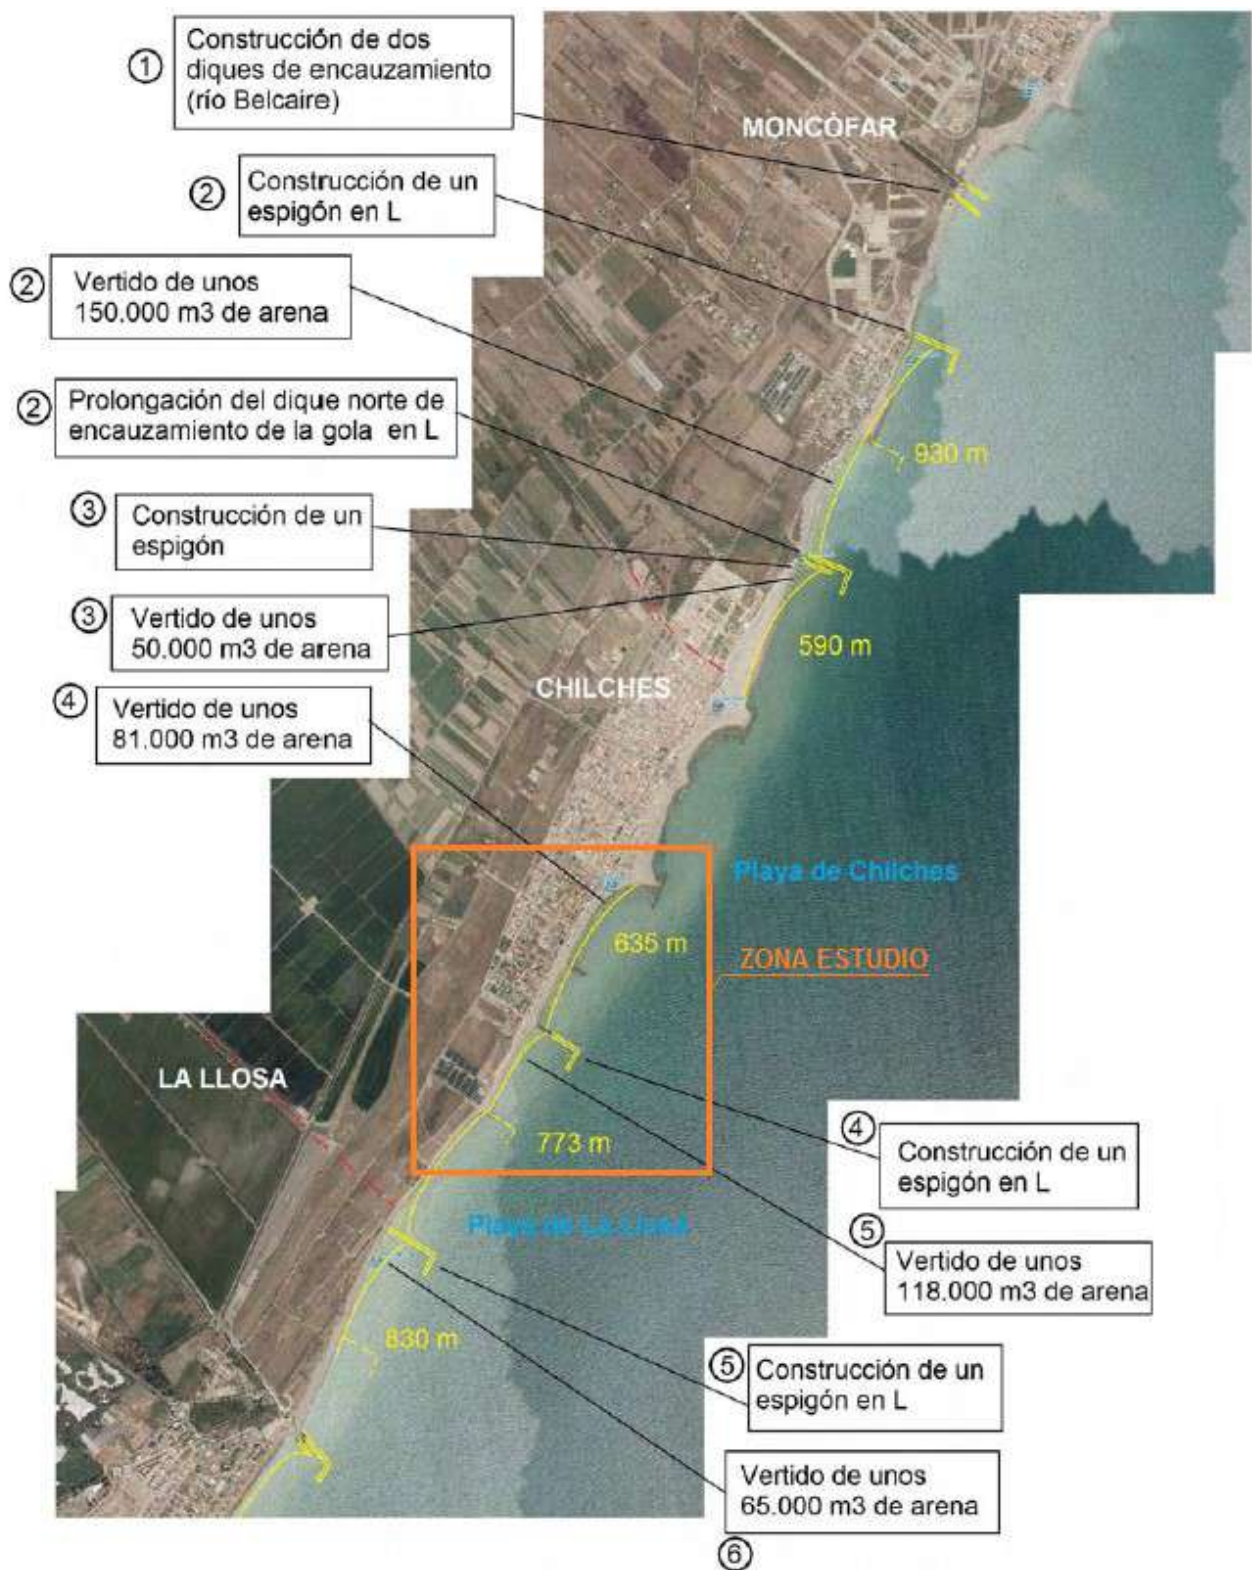 ①
Construcción de dos
diques de encauzamiento
(río Belcaire)
MONCÓFAR
②
Construcción de un
espigón en L
②
Vertido de unos
150.000 m3 de arena
②
Prolongación del dique norte de
encauzamiento de la gola en L
930 m
③
Construcción de un
espigón
③
Vertido de unos
50.000 m3 de arena
590 m
CHILCHES
④
Vertido de unos
81.000 m3 de arena
Playa de Chilches
635 m
ZONA ESTUDIO
LA LLOSA
773 m
④
Construcción de un
espigón en L
Playa de La Llosa
⑤
Vertido de unos
118.000 m3 de arena
830 m
⑤
Construcción de un
espigón en L
Vertido de unos
65.000 m3 de arena
⑥